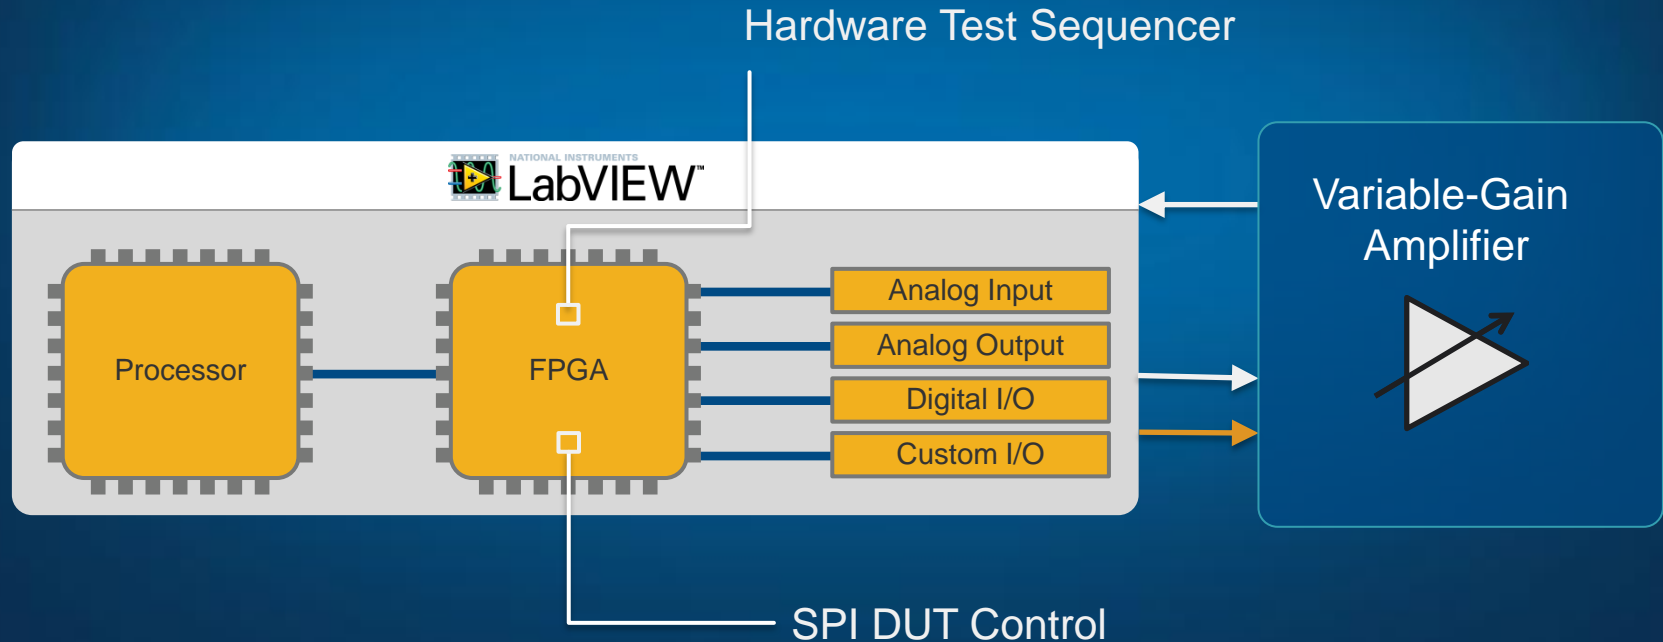 Hardware Test Sequencer
NATIONAL INSTRUMENTS
LabVIEW™
Variable-Gain
Amplifier
Processor
FPGA
Analog Input
Analog Output
Digital I/O
Custom I/O
SPI DUT Control